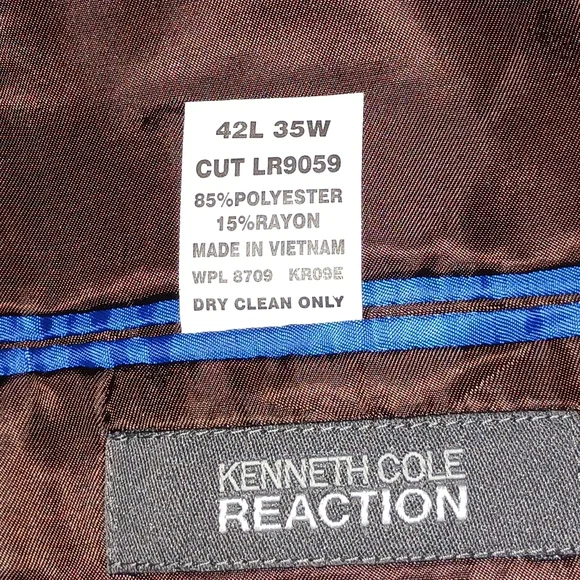 42L 35W
CUT LR9059
85%POLYESTER
15%RAYON
MADE IN VIETNAM
WPL 8709 KR09E
DRY CLEAN ONLY
KENNETH COLE
REACTION